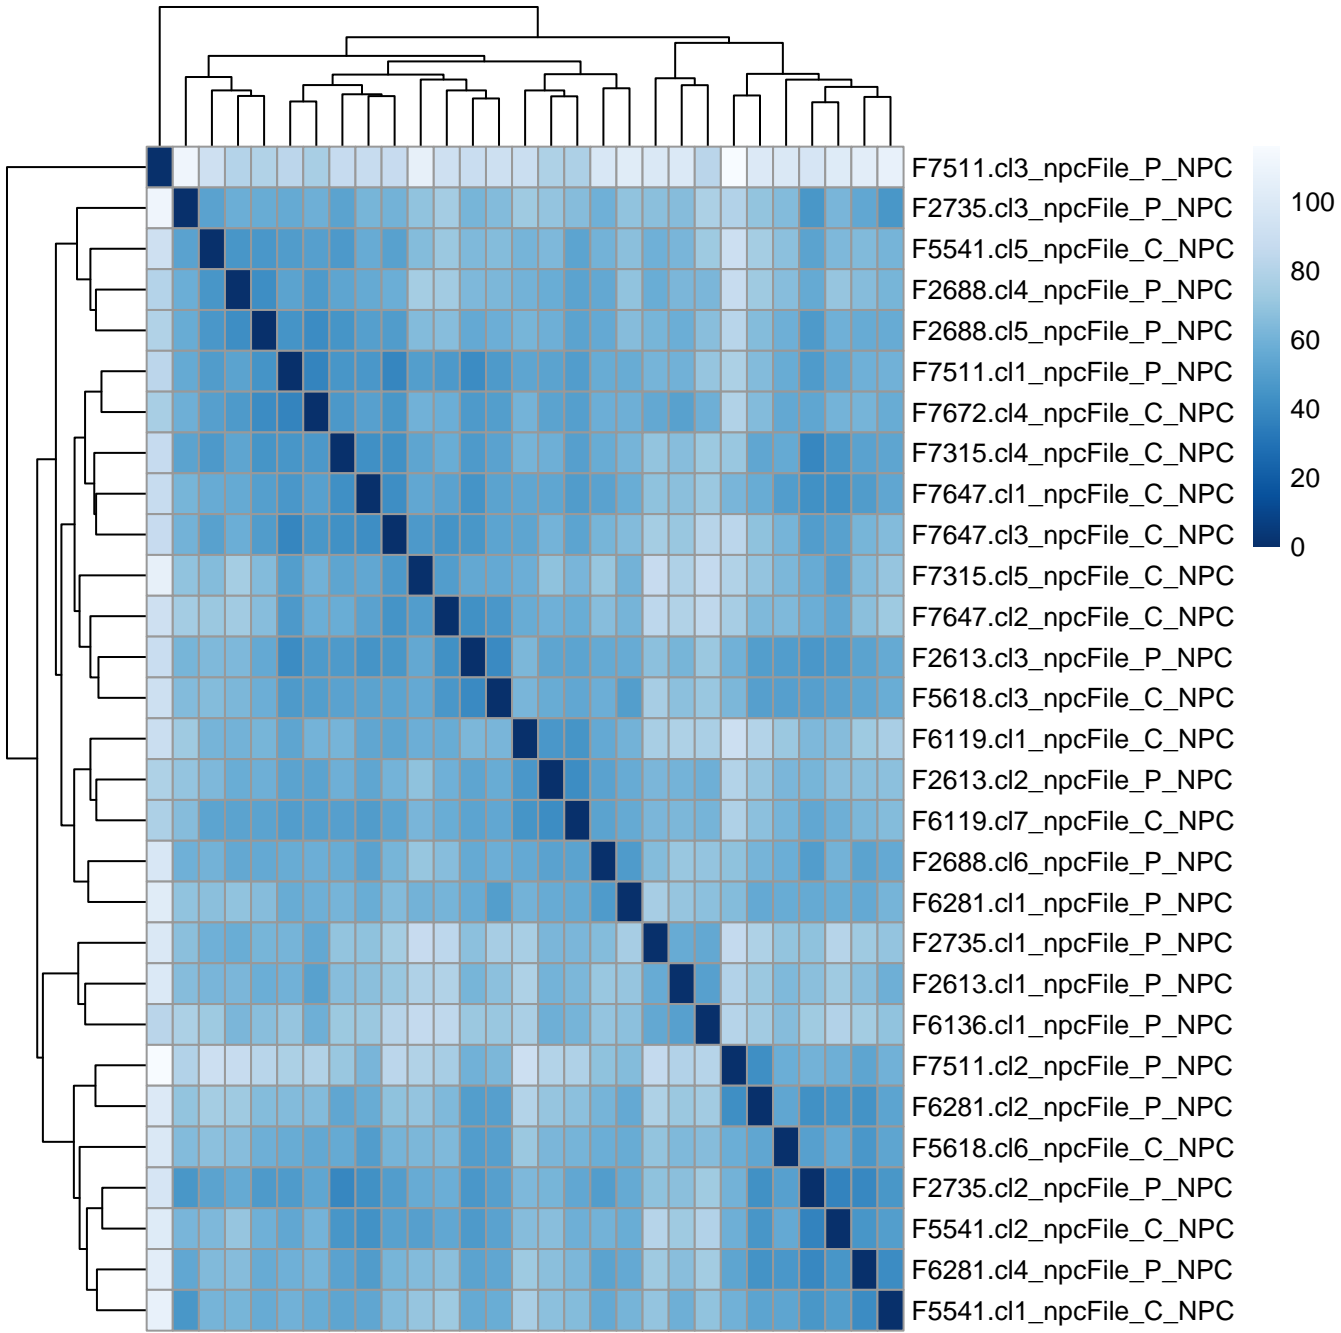 F7511.cl3_npcFile_P_NPC
F2735.cl3_npcFile_P_NPC
F5541.cl5_npcFile_C_NPC
F2688.cl4_npcFile_P_NPC
F2688.cl5_npcFile_P_NPC
F7511.cl1_npcFile_P_NPC
F7672.cl4_npcFile_C_NPC
F7315.cl4_npcFile_C_NPC
F7647.cl1_npcFile_C_NPC
F7647.cl3_npcFile_C_NPC
F7315.cl5_npcFile_C_NPC
F7647.cl2_npcFile_C_NPC
F2613.cl3_npcFile_P_NPC
F5618.cl3_npcFile_C_NPC
F6119.cl1_npcFile_C_NPC
F2613.cl2_npcFile_P_NPC
F6119.cl7_npcFile_C_NPC
F2688.cl6_npcFile_P_NPC
F6281.cl1_npcFile_P_NPC
F2735.cl1_npcFile_P_NPC
F2613.cl1_npcFile_P_NPC
F6136.cl1_npcFile_P_NPC
F7511.cl2_npcFile_P_NPC
F6281.cl2_npcFile_P_NPC
F5618.cl6_npcFile_C_NPC
F2735.cl2_npcFile_P_NPC
F5541.cl2_npcFile_C_NPC
F6281.cl4_npcFile_P_NPC
F5541.cl1_npcFile_C_NPC
100
80
60
40
20
0